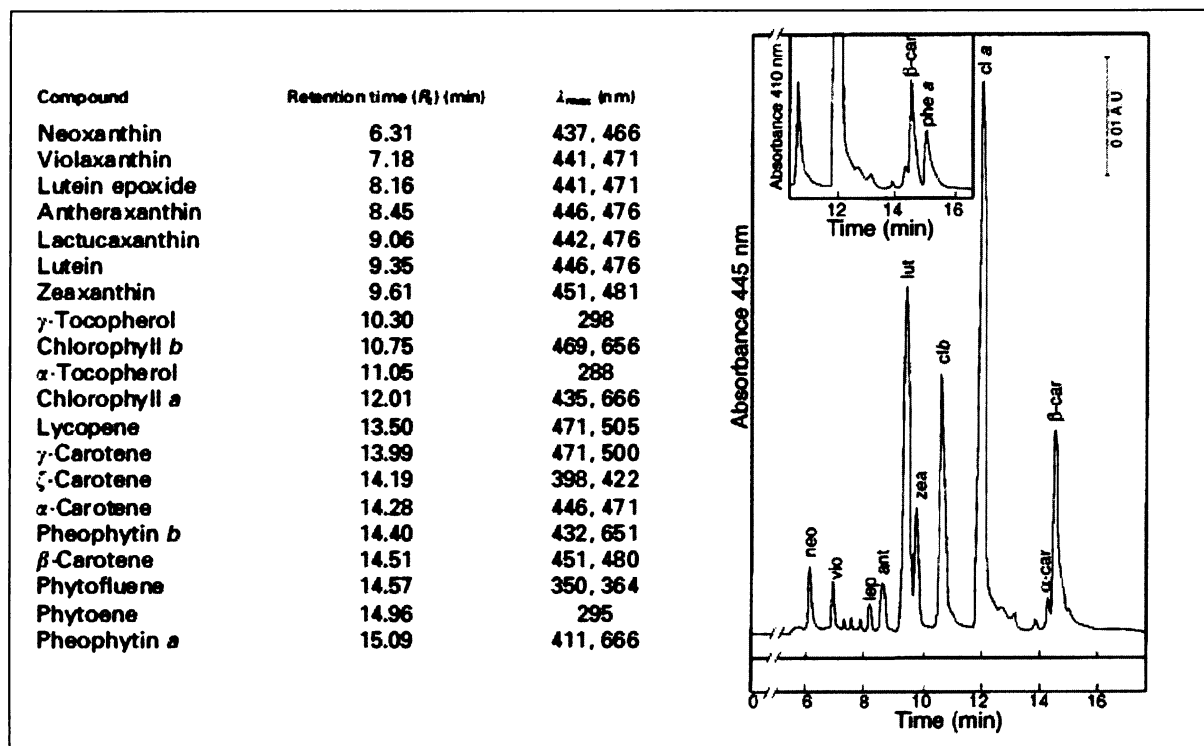 Compound Retention time (Rt) (min) λmax (nm)
Neoxanthin 6.31 437, 466
Violaxanthin 7.18 441, 471
Lutein epoxide 8.16 441, 471
Antheraxanthin 8.45 446, 476
Lactucaxanthin 9.06 442, 476
Lutein 9.35 446, 476
Zeaxanthin 9.61 451, 481
γ-Tocopherol 10.30 298
Chlorophyll b 10.75 469, 656
α-Tocopherol 11.05 288
Chlorophyll a 12.01 435, 666
Lycopene 13.50 471, 505
γ-Carotene 13.99 471, 500
ξ-Carotene 14.19 398, 422
α-Carotene 14.28 446, 471
Pheophytin b 14.40 432, 651
β-Carotene 14.51 451, 480
Phytofluene 14.57 350, 364
Phytoene 14.96 295
Pheophytin a 15.09 411, 666
Absorbance 410 nm
β-car
phe a
12 14 16
Time (min)
cl a
0 01 A U
Absorbance 445 nm
neo
vio
lep
ant
lut
zea
clb
α-car
β-car
0 6 8 10 12 14 16
Time (min)